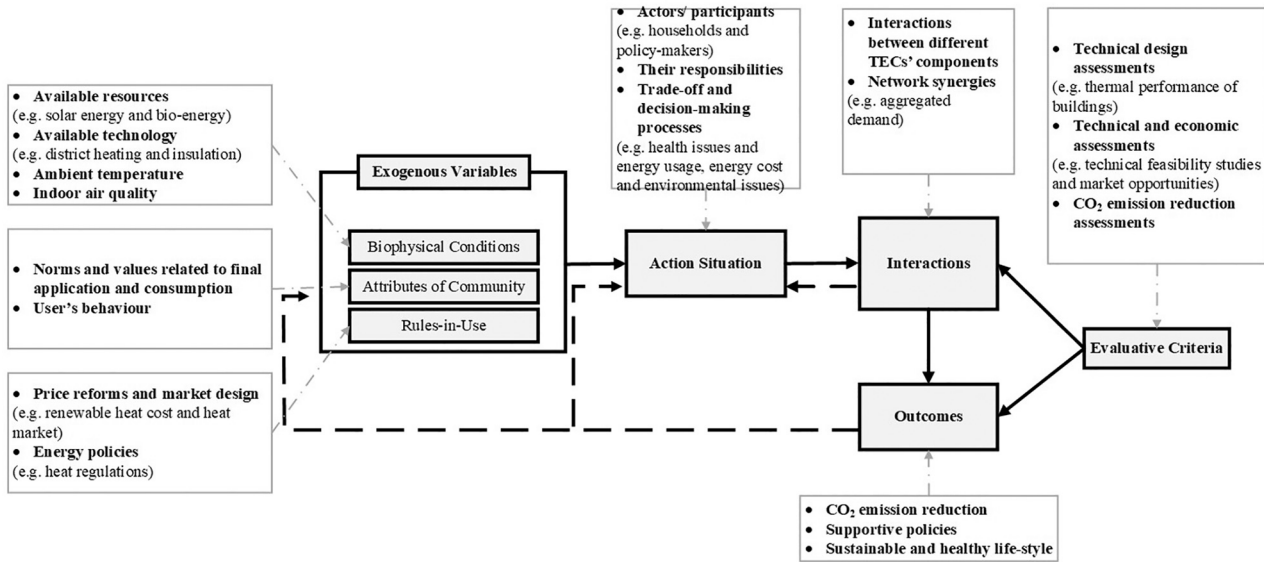 • Available resources
(e.g. solar energy and bio-energy)
• Available technology
(e.g. district heating and insulation)
• Ambient temperature
• Indoor air quality
• Norms and values related to final
application and consumption
• User's behaviour
• Price reforms and market design
(e.g. renewable heat cost and heat
market)
• Energy policies
(e.g. heat regulations)
Exogenous Variables
Biophysical Conditions
Attributes of Community
Rules-in-Use
• Actors/ participants
(e.g. households and
policy-makers)
• Their responsibilities
• Trade-off and
decision-making
processes
(e.g. health issues and
energy usage, energy cost
and environmental issues)
Action Situation
• Interactions
between different
TECs' components
• Network synergies
(e.g. aggregated
demand)
Interactions
• Technical design
assessments
(e.g. thermal performance of
buildings)
• Technical and economic
assessments
(e.g. technical feasibility studies
and market opportunities)
• CO₂ emission reduction
assessments
Evaluative Criteria
Outcomes
• CO₂ emission reduction
• Supportive policies
• Sustainable and healthy life-style